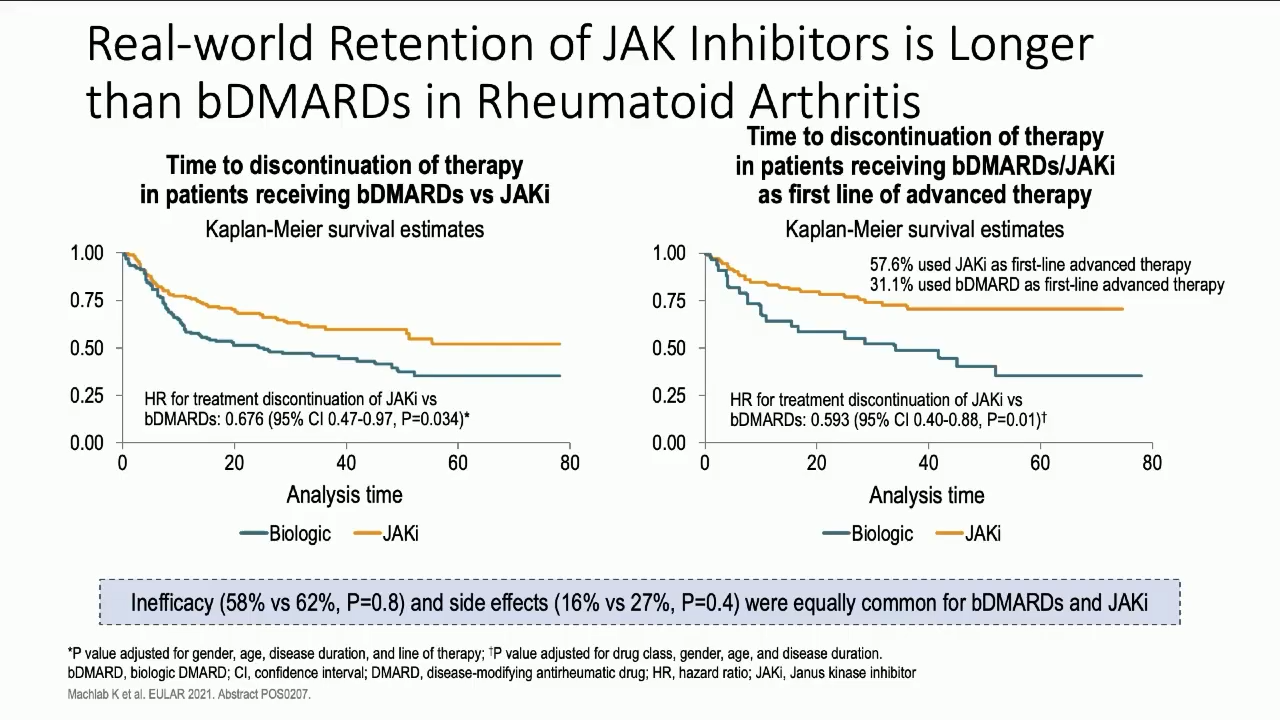 Real-world Retention of JAK Inhibitors is Longer
than bDMARDs in Rheumatoid Arthritis
Time to discontinuation of therapy
in patients receiving bDMARDs vs JAKi
Kaplan-Meier survival estimates
1.00
0.75
0.50
0.25
0.00
HR for treatment discontinuation of JAKi vs
bDMARDs: 0.676 (95% CI 0.47-0.97, P=0.034)*
0 20 40 60 80
Analysis time
Biologic JAKi
Time to discontinuation of therapy
in patients receiving bDMARDs/JAKi
as first line of advanced therapy
Kaplan-Meier survival estimates
57.6% used JAKi as first-line advanced therapy
31.1% used bDMARD as first-line advanced therapy
1.00
0.75
0.50
0.25
0.00
HR for treatment discontinuation of JAKi vs
bDMARDs: 0.593 (95% CI 0.40-0.88, P=0.01)†
0 20 40 60 80
Analysis time
Biologic JAKi
Inefficacy (58% vs 62%, P=0.8) and side effects (16% vs 27%, P=0.4) were equally common for bDMARDs and JAKi
*P value adjusted for gender, age, disease duration, and line of therapy; †P value adjusted for drug class, gender, age, and disease duration.
bDMARD, biologic DMARD; CI, confidence interval; DMARD, disease-modifying antirheumatic drug; HR, hazard ratio; JAKi, Janus kinase inhibitor
Machlab K et al. EULAR 2021. Abstract POS0207.